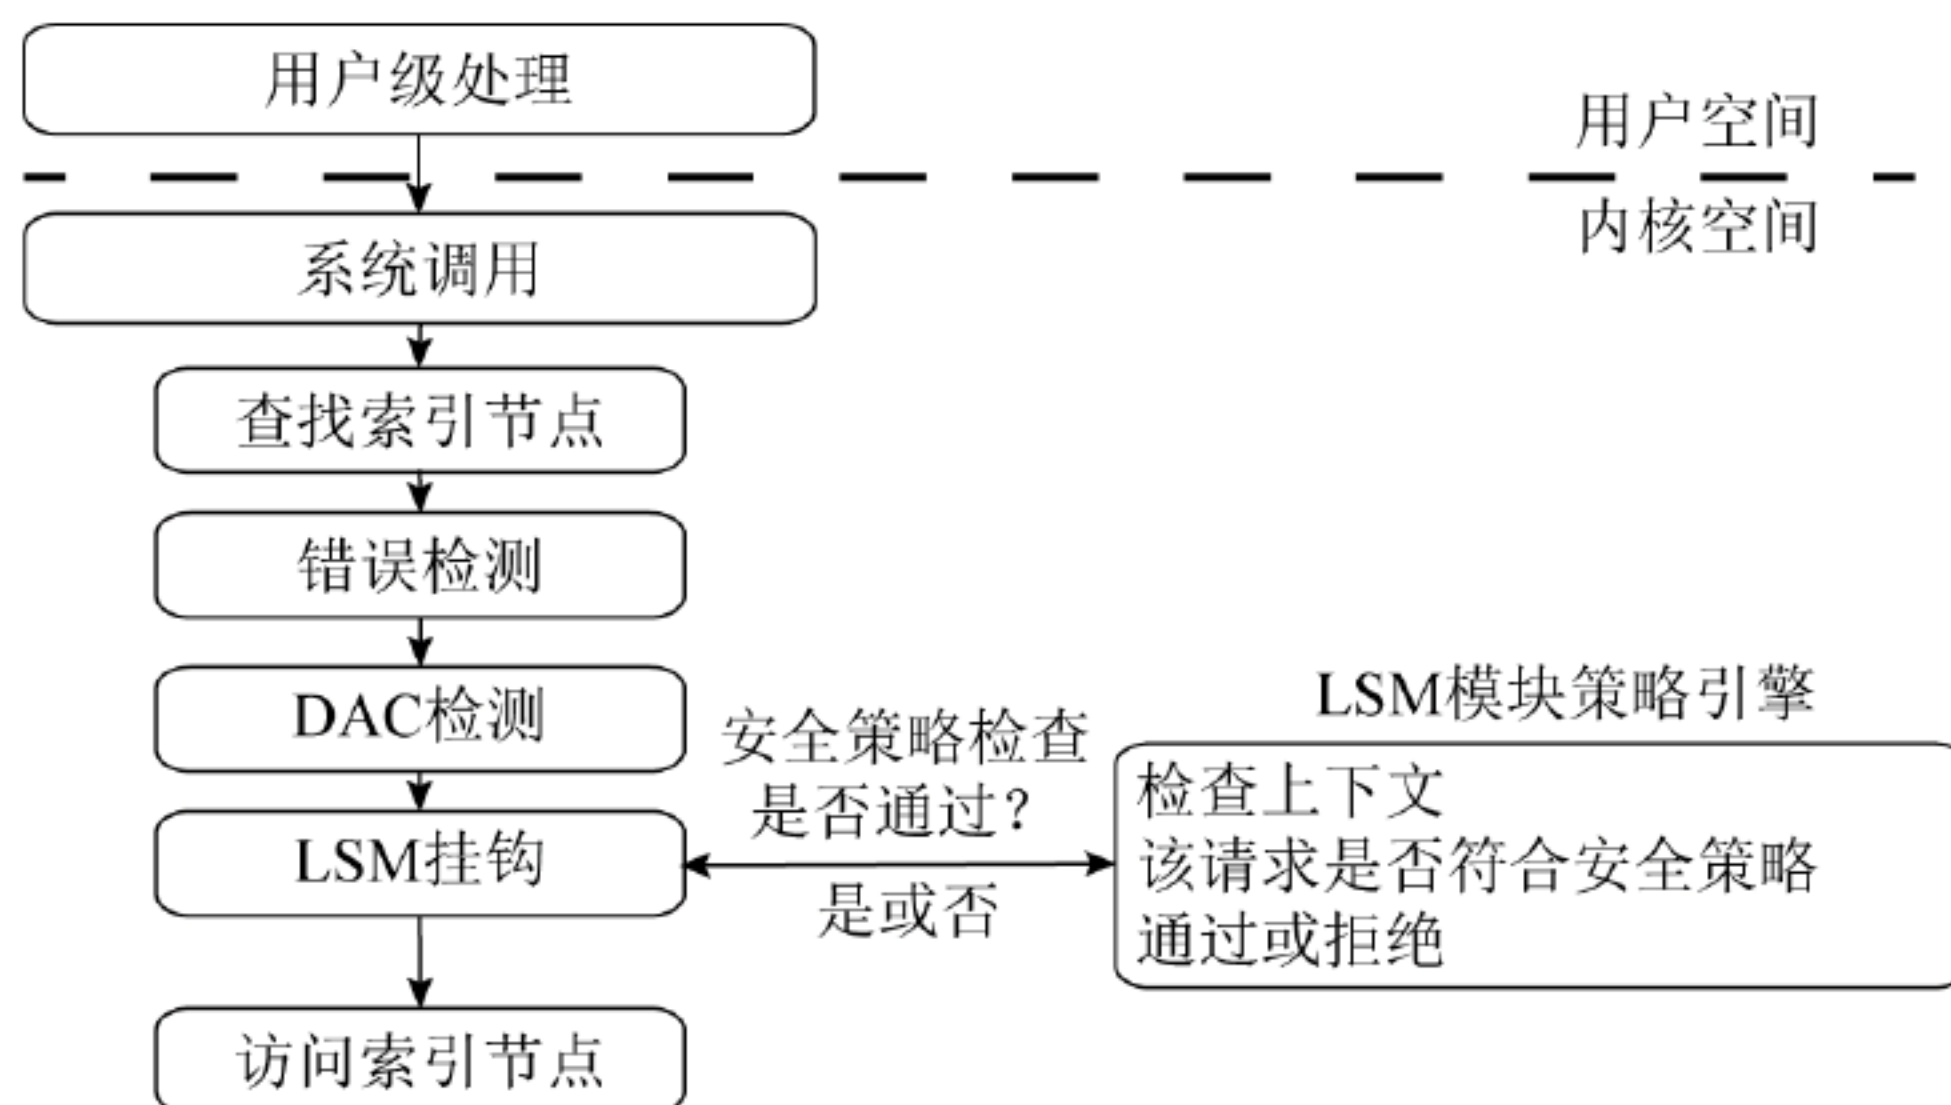 用户级处理
用户空间
内核空间
系统调用
查找索引节点
错误检测
DAC检测
LSM挂钩
访问索引节点
安全策略检查
是否通过?
是或否
LSM模块策略引擎
检查上下文
该请求是否符合安全策略
通过或拒绝